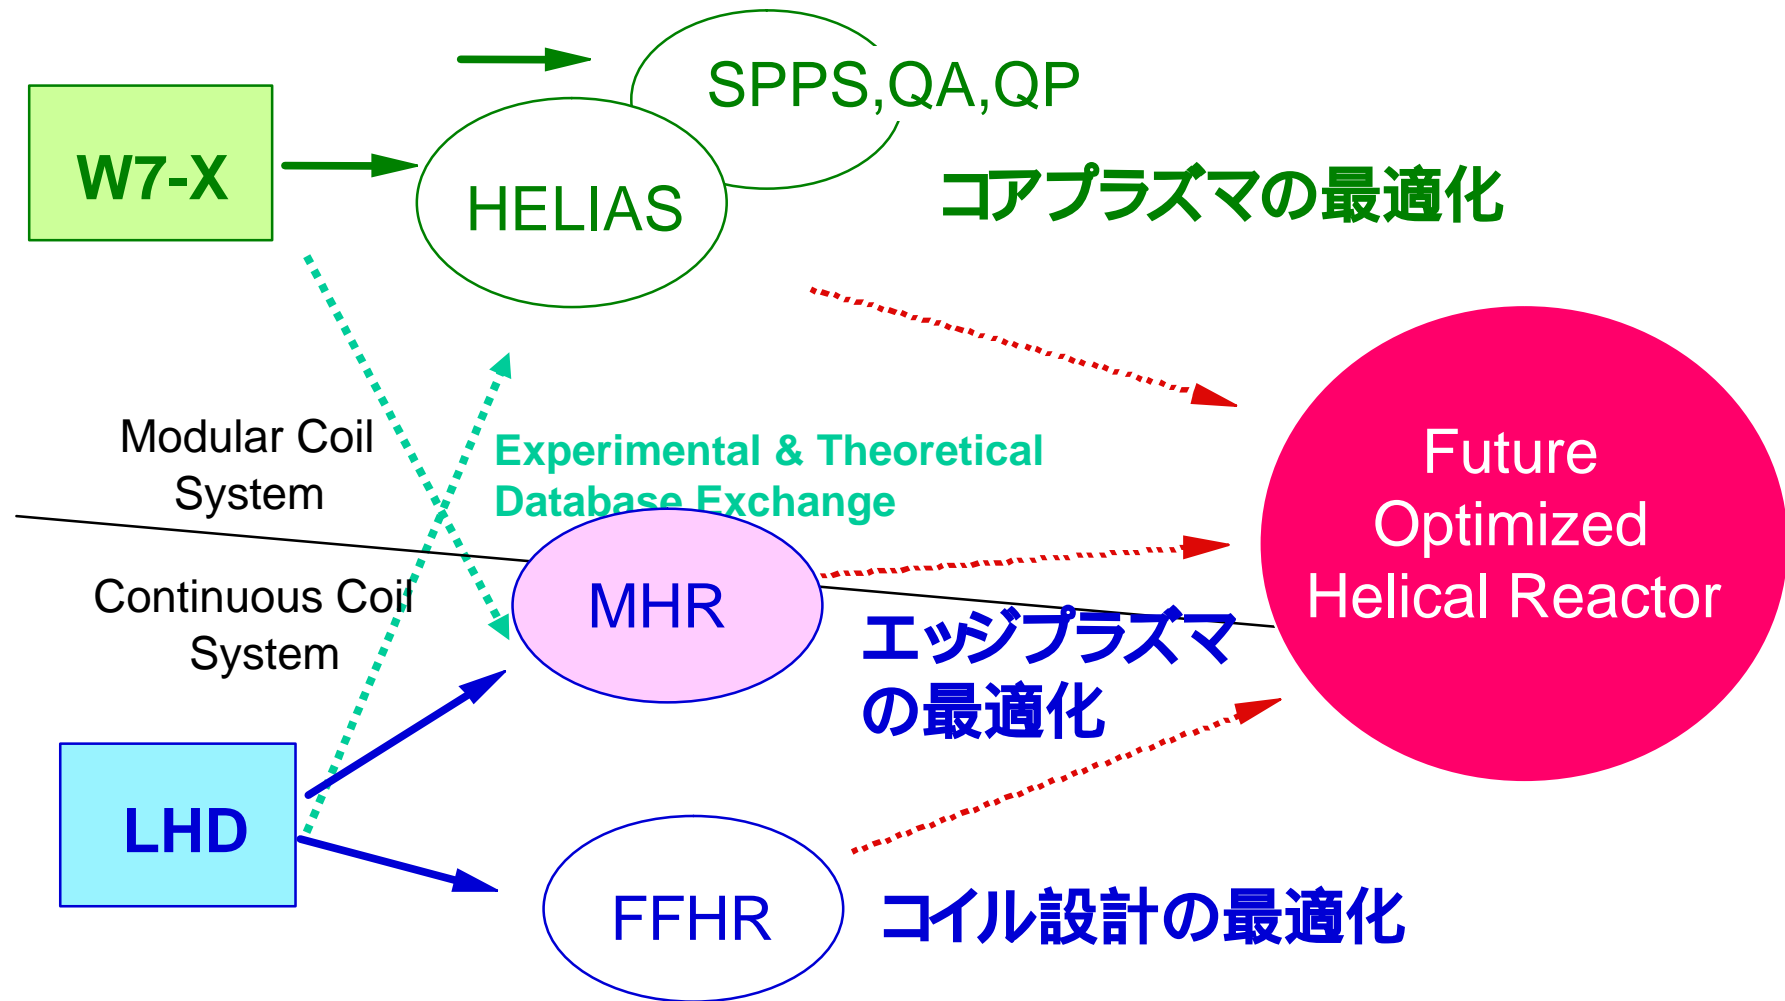 SPPS,QA,QP
W7-X
HELIAS
コアプラズマの最適化
Modular Coil
System
Experimental & Theoretical
Database Exchange
Future
Optimized
Helical Reactor
Continuous Coil
System
MHR
エッジプラズマ
の最適化
LHD
FFHR
コイル設計の最適化